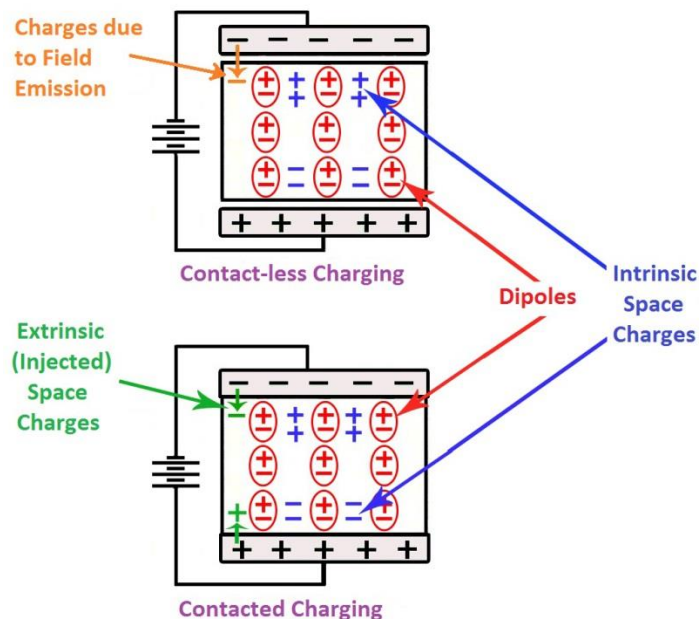 Charges due
to Field
Emission
Contact-less Charging
Dipoles
Intrinsic
Space
Charges
Extrinsic
(Injected)
Space
Charges
Contacted Charging